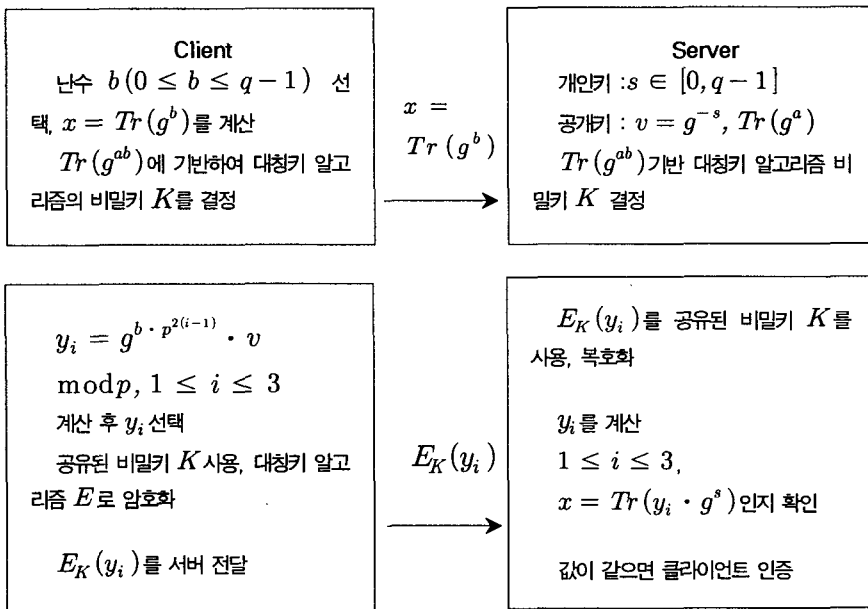 Client
난수 b(0 ≤ b ≤ q − 1) 선
택, x = Tr(g^b)를 계산
Tr(g^{ab})에 기반하여 대칭키 알고
리즘의 비밀키 K를 결정
x =
Tr(g^b)
Server
개인키 : s ∈ [0, q − 1]
공개키 : v = g^{−s}, Tr(g^a)
Tr(g^{ab})기반 대칭키 알고리즘 비
밀키 K 결정
y_i = g^{b · p^{2(i−1)}} · v
mod p, 1 ≤ i ≤ 3
계산 후 y_i 선택
공유된 비밀키 K 사용, 대칭키 알고
리즘 E로 암호화
E_K(y_i)를 서버 전달
E_K(y_i)
E_K(y_i)를 공유된 비밀키 K를
사용, 복호화
y_i를 계산
1 ≤ i ≤ 3,
x = Tr(y_i · g^s)인지 확인
값이 같으면 클라이언트 인증